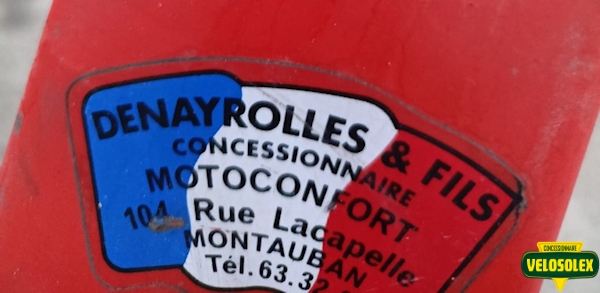 DENAYROLLES & FILS
CONCESSIONNAIRE
MOTOCONFORT
104 Rue Lacapelle
MONTAUBAN
Tél. 63.32
CONCESSIONNAIRE
VELOSOLEX